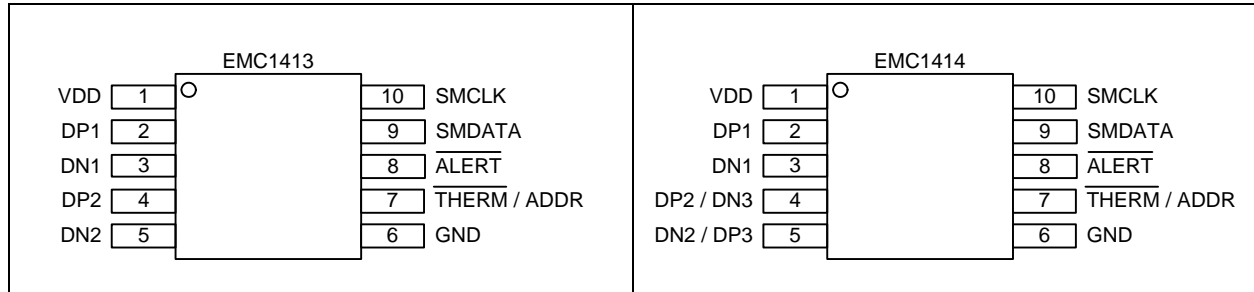 EMC1413
VDD 1 10 SMCLK
DP1 2 9 SMDATA
DN1 3 8 ALERT
DP2 4 7 THERM / ADDR
DN2 5 6 GND
EMC1414
VDD 1 10 SMCLK
DP1 2 9 SMDATA
DN1 3 8 ALERT
DP2 / DN3 4 7 THERM / ADDR
DN2 / DP3 5 6 GND